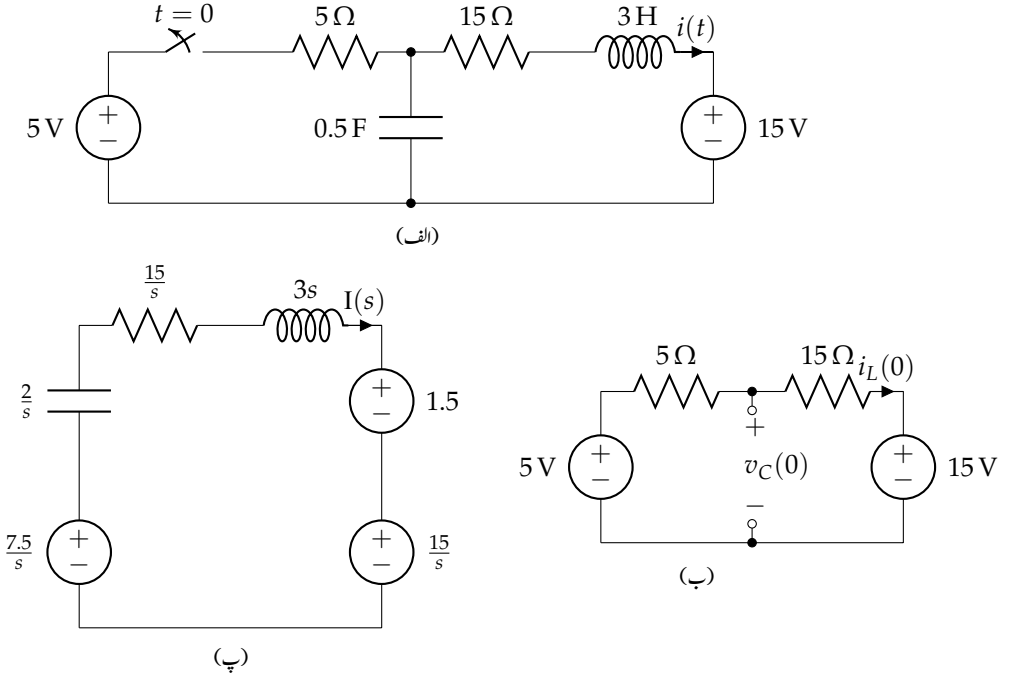 t = 0
5 Ω
15 Ω
3 H
i(t)
5 V
+
−
0.5 F
+
−
15 V
(الف)
15/s
3s
I(s)
2/s
+
−
1.5
7.5/s
+
−
+
−
15/s
(پ)
5 Ω
15 Ω
i_L(0)
5 V
+
−
+
v_C(0)
−
+
−
15 V
(ب)